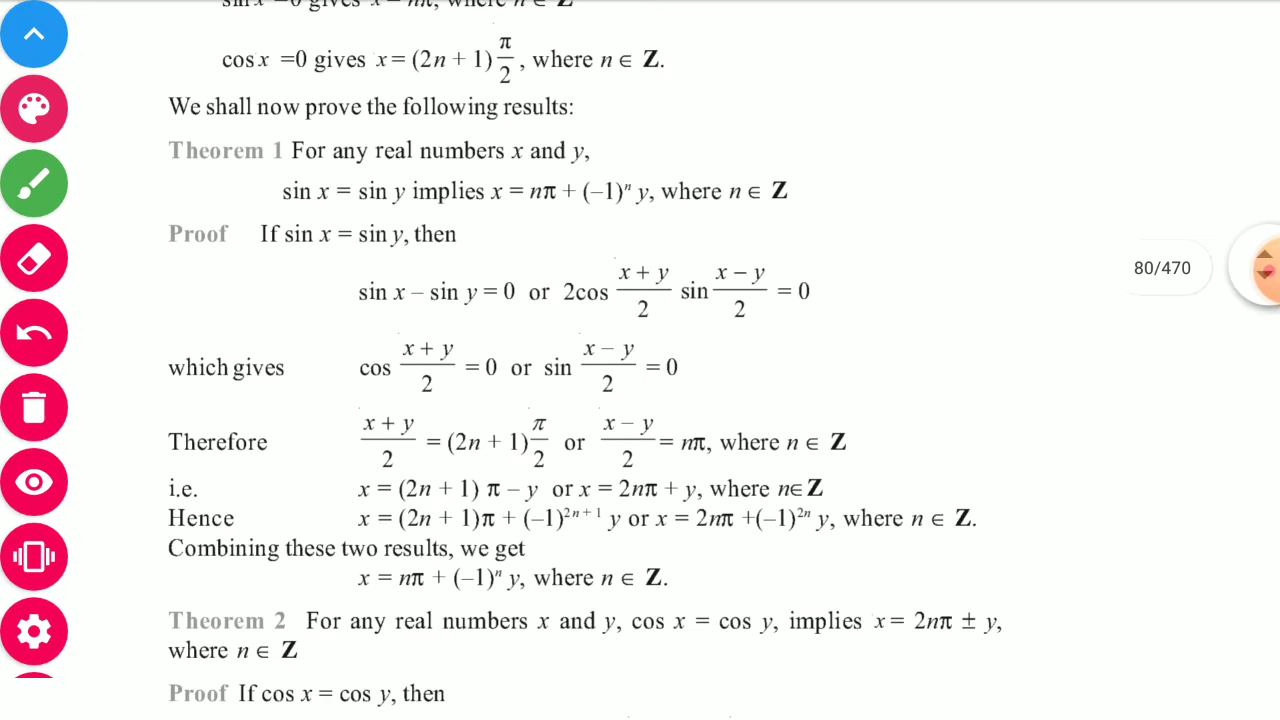 sin x =0 gives x = nπ, where n ∈ Z
cos x =0 gives x = (2n + 1) π/2, where n ∈ Z.
We shall now prove the following results:
Theorem 1 For any real numbers x and y,
sin x = sin y implies x = nπ + (–1)ⁿ y, where n ∈ Z
Proof If sin x = sin y, then
sin x – sin y = 0 or 2cos (x + y)/2 sin (x – y)/2 = 0
which gives cos (x + y)/2 = 0 or sin (x – y)/2 = 0
Therefore (x + y)/2 = (2n + 1) π/2 or (x – y)/2 = nπ, where n ∈ Z
i.e. x = (2n + 1) π – y or x = 2nπ + y, where n∈ Z
Hence x = (2n + 1)π + (–1)²ⁿ⁺¹ y or x = 2nπ +(–1)²ⁿ y, where n ∈ Z.
Combining these two results, we get
x = nπ + (–1)ⁿ y, where n ∈ Z.
Theorem 2 For any real numbers x and y, cos x = cos y, implies x = 2nπ ± y,
where n ∈ Z
Proof If cos x = cos y, then
80/470